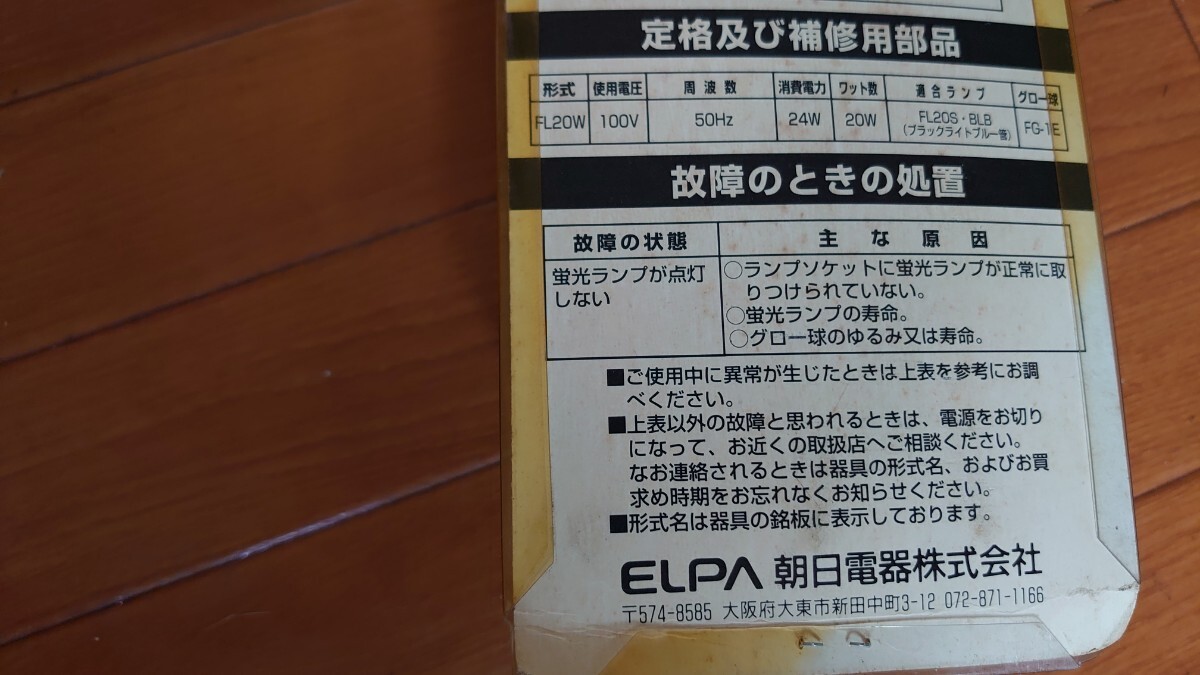 定格及び補修用部品
形式 使用電圧 周波数 消費電力 ワット数 適合ランプ グロー球
FL20W 100V 50Hz 24W 20W FL20S・BLB FG-1E
(ブラックライトブルー管)
故障のときの処置
故障の状態 主な原因
蛍光ランプが点灯
しない
○ランプソケットに蛍光ランプが正常に取
りつけられていない。
○蛍光ランプの寿命。
○グロー球のゆるみ又は寿命。
■ご使用中に異常が生じたときは上表を参考にお調
べください。
■上表以外の故障と思われるときは、電源をお切り
になって、お近くの取扱店へご相談ください。
なお連絡されるときは器具の形式名、およびお買
求め時期をお忘れなくお知らせください。
■形式名は器具の銘板に表示しております。
ELPA 朝日電器株式会社
〒574-8585 大阪府大東市新田中町3-12 072-871-1166